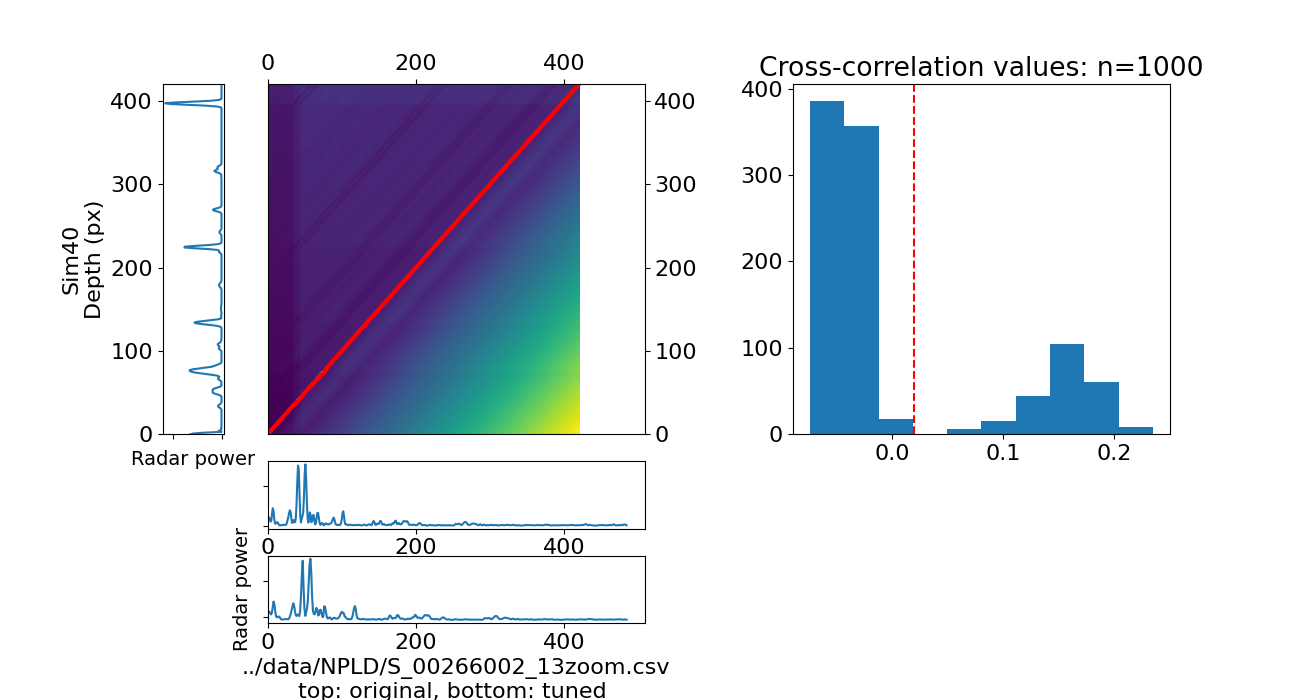 0 200 400
Cross-correlation values: n=1000
400 400 400
300 300 300
Sim40
Depth (px)
200 200 200
100 100 100
0 0 0
0.0 0.1 0.2
Radar power
0 200 400
Radar power
0 200 400
../data/NPLD/S_00266002_13zoom.csv
top: original, bottom: tuned